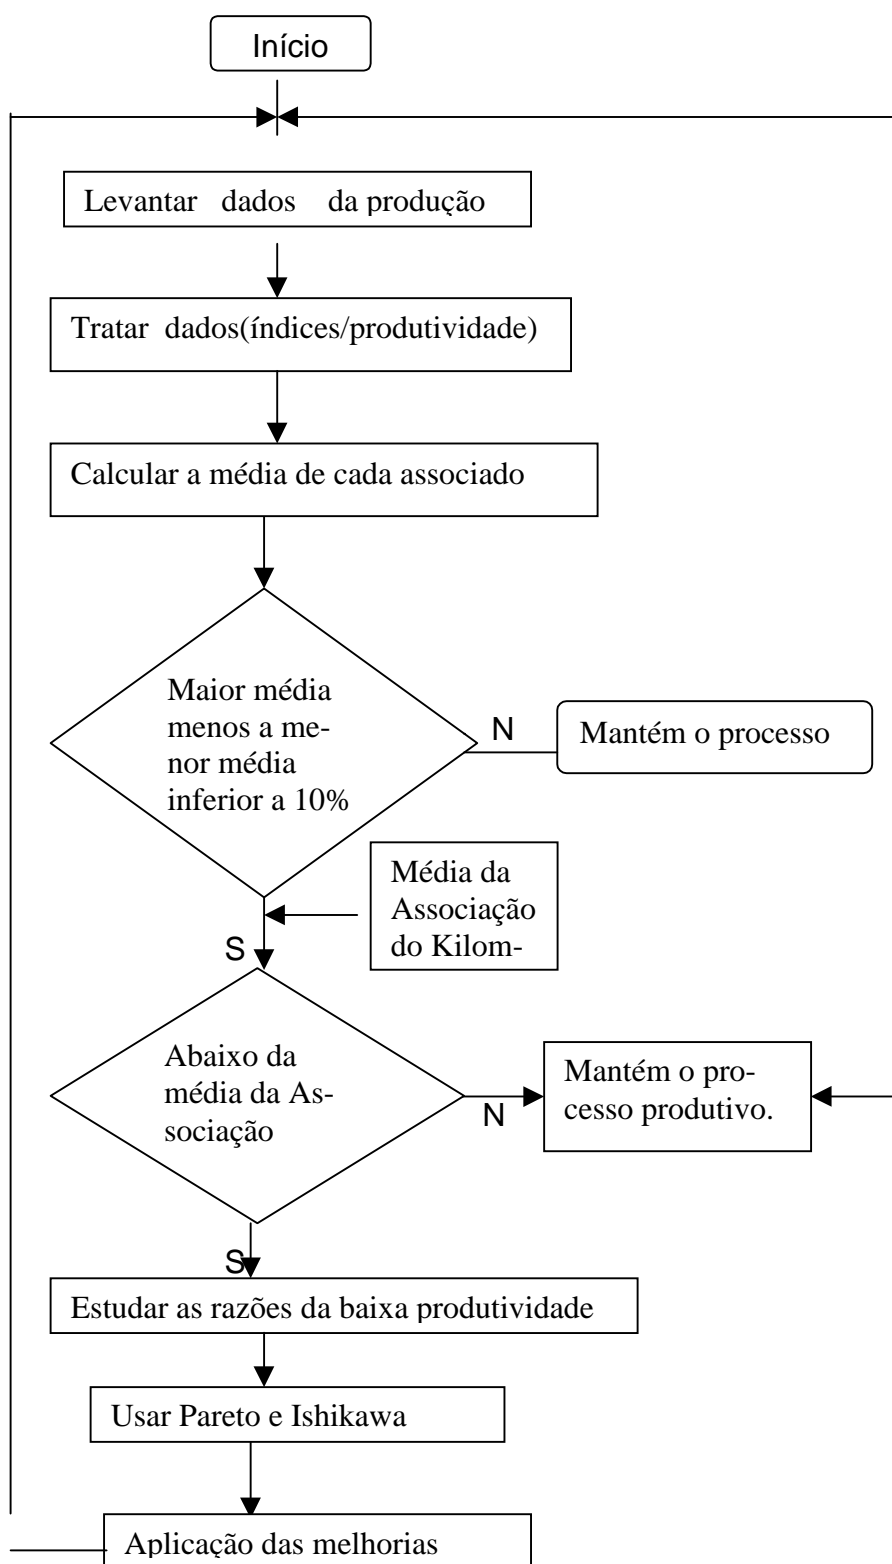 Início
Levantar dados da produção
Tratar dados(índices/produtividade)
Calcular a média de cada associado
Maior média
menos a me-
nor média
inferior a 10%
N
Mantém o processo
Média da
Associação
do Kilom-
S
Abaixo da
média da As-
sociação
N
Mantém o pro-
cesso produtivo.
S
Estudar as razões da baixa produtividade
Usar Pareto e Ishikawa
Aplicação das melhorias